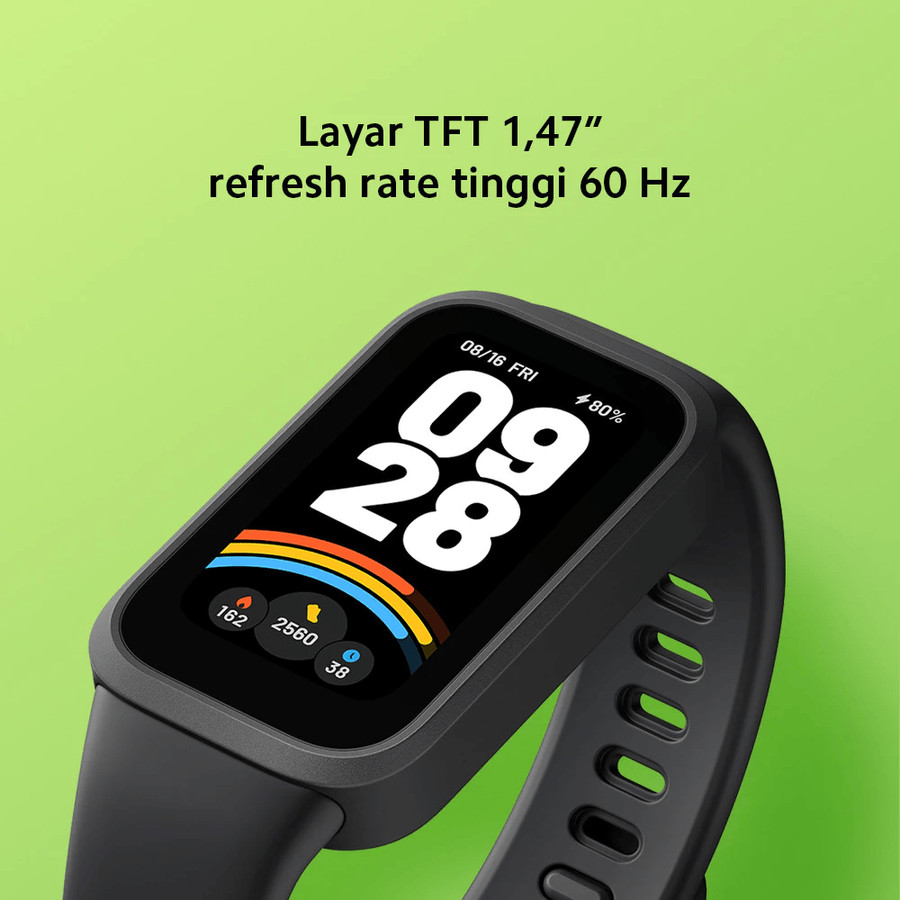 Layar TFT 1,47”
refresh rate tinggi 60 Hz
08/16 FRI
80%
09
28
162
2560
38